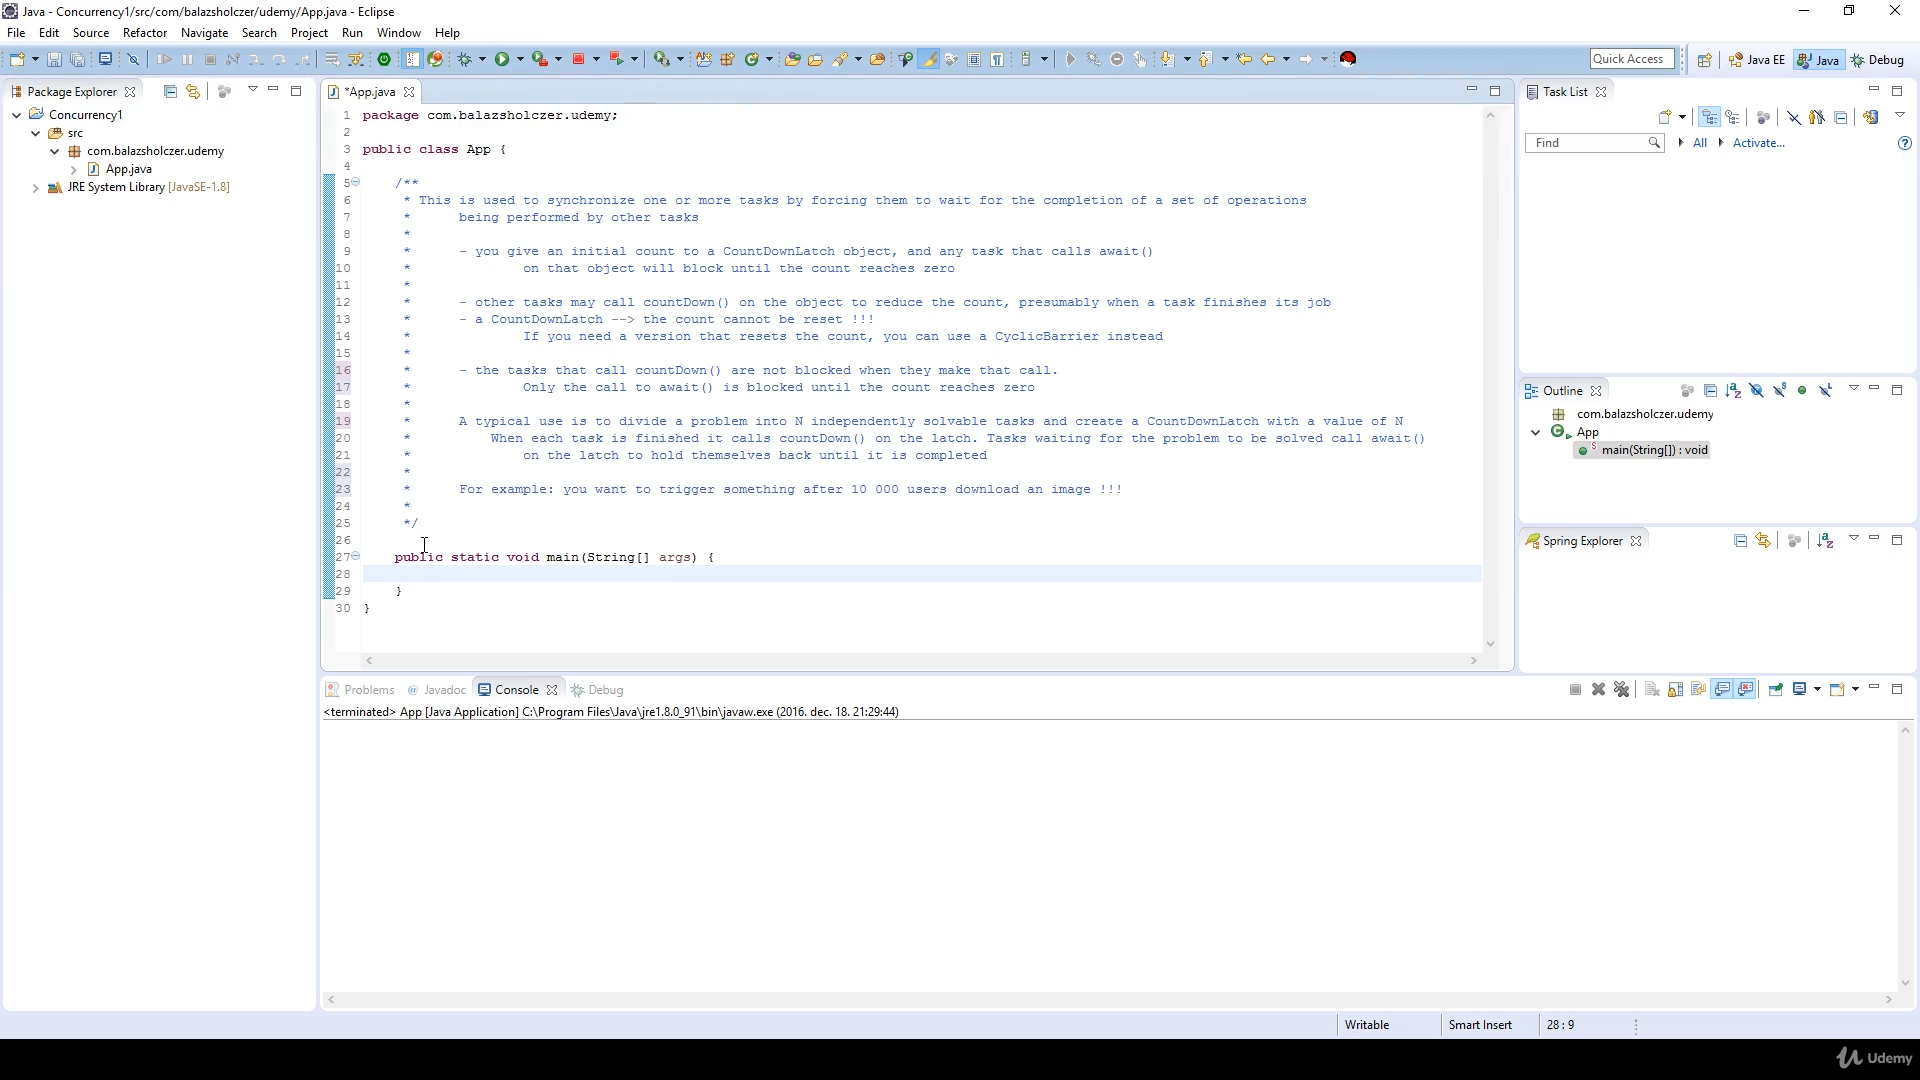 Java - Concurrency1/src/com/balazsholczer/udemy/App.java - Eclipse
File Edit Source Refactor Navigate Search Project Run Window Help
Quick Access Java EE Java Debug
Package Explorer
Concurrency1
src
com.balazsholczer.udemy
App.java
JRE System Library [JavaSE-1.8]
*App.java
1 package com.balazsholczer.udemy;
2
3 public class App {
4
5 /**
6 * This is used to synchronize one or more tasks by forcing them to wait for the completion of a set of operations
7 * being performed by other tasks
8 *
9 * - you give an initial count to a CountDownLatch object, and any task that calls await()
10 * on that object will block until the count reaches zero
11 *
12 * - other tasks may call countDown() on the object to reduce the count, presumably when a task finishes its job
13 * - a CountDownLatch --> the count cannot be reset !!!
14 * If you need a version that resets the count, you can use a CyclicBarrier instead
15 *
16 * - the tasks that call countDown() are not blocked when they make that call.
17 * Only the call to await() is blocked until the count reaches zero
18 *
19 * A typical use is to divide a problem into N independently solvable tasks and create a CountDownLatch with a value of N
20 * When each task is finished it calls countDown() on the latch. Tasks waiting for the problem to be solved call await()
21 * on the latch to hold themselves back until it is completed
22 *
23 * For example: you want to trigger something after 10 000 users download an image !!!
24 *
25 */
26
27 public static void main(String[] args) {
28
29 }
30 }
Task List
Find All Activate...
Outline
com.balazsholczer.udemy
App
main(String[]) : void
Spring Explorer
Problems @ Javadoc Console Debug
<terminated> App [Java Application] C:\Program Files\Java\jre1.8.0_91\bin\javaw.exe (2016. dec. 18. 21:29:44)
Writable Smart Insert 28 : 9
Udemy